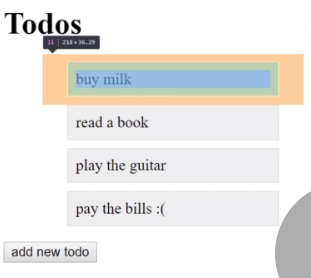 Todos
li | 218 × 36.29
buy milk
read a book
play the guitar
pay the bills :(
add new todo